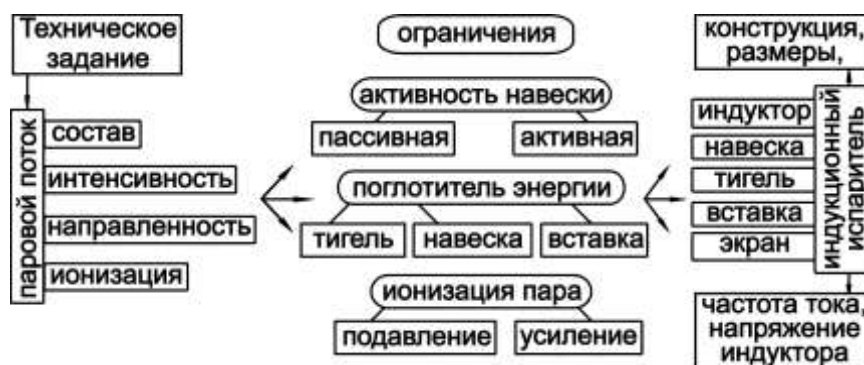 Техническое
задание
паровой поток
состав
интенсивность
направленность
ионизация
ограничения
активность навески
пассивная
активная
поглотитель энергии
тигель
навеска
вставка
ионизация пара
подавление
усиление
конструкция,
размеры,
индуктор
навеска
тигель
вставка
экран
индукционный
испаритель
частота тока,
напряжение
индуктора